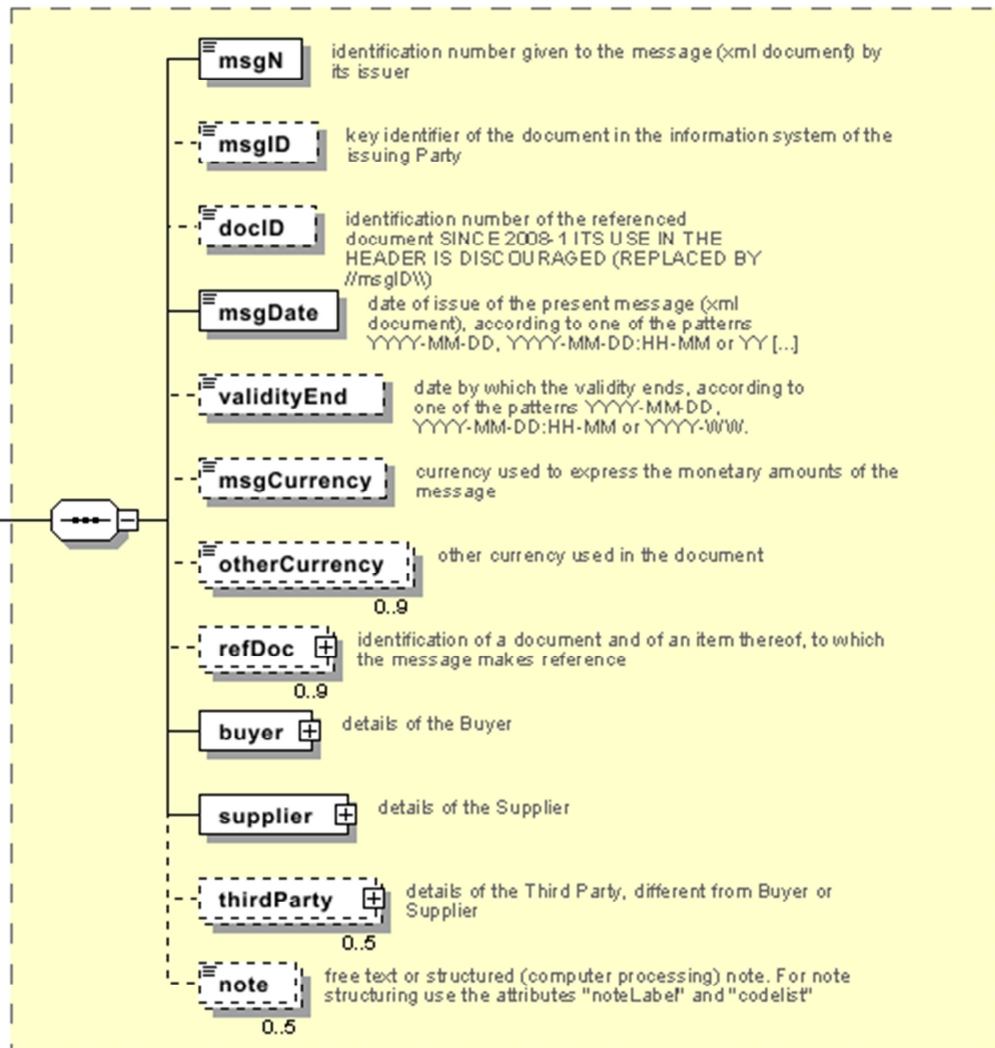 msgN
identification number given to the message (xml document) by
its issuer
msgID
key identifier of the document in the information system of the
issuing Party
docID
identification number of the referenced
document SINCE 2008-1 ITS USE IN THE
HEADER IS DISCOURAGED (REPLACED BY
//msgID\\)
msgDate
date of issue of the present message (xml
document), according to one of the patterns
YYYY-MM-DD, YYYY-MM-DD:HH-MM or YY [...]
validityEnd
date by which the validity ends, according to
one of the patterns YYYY-MM-DD,
YYYY-MM-DD:HH-MM or YYYY-WW.
msgCurrency
currency used to express the monetary amounts of the
message
otherCurrency
other currency used in the document
0..9
refDoc
identification of a document and of an item thereof, to which
the message makes reference
0..9
buyer
details of the Buyer
supplier
details of the Supplier
thirdParty
details of the Third Party, different from Buyer or
Supplier
0..5
note
free text or structured (computer processing) note. For note
structuring use the attributes "noteLabel" and "codelist"
0..5